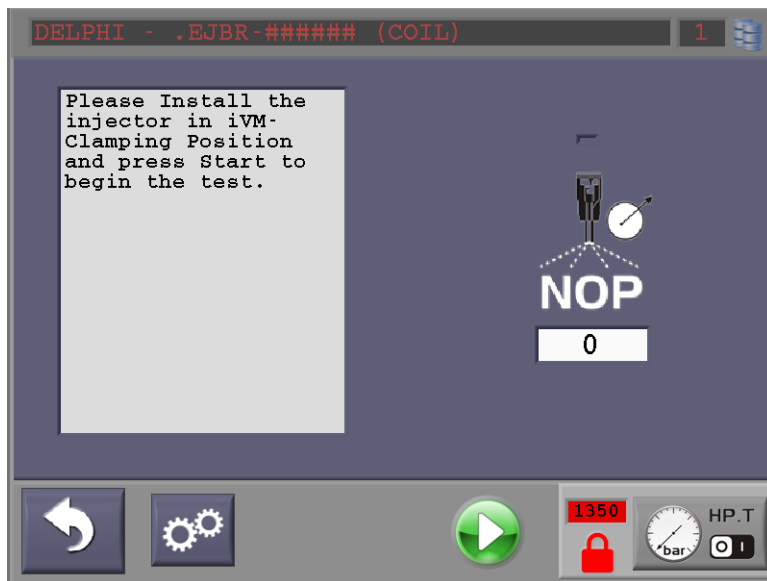 DELPHI - .EJBR-###### (COIL)
1
Please Install the
injector in iVM-
Clamping Position
and press Start to
begin the test.
NOP
0
1350
HP.T
bar
O I